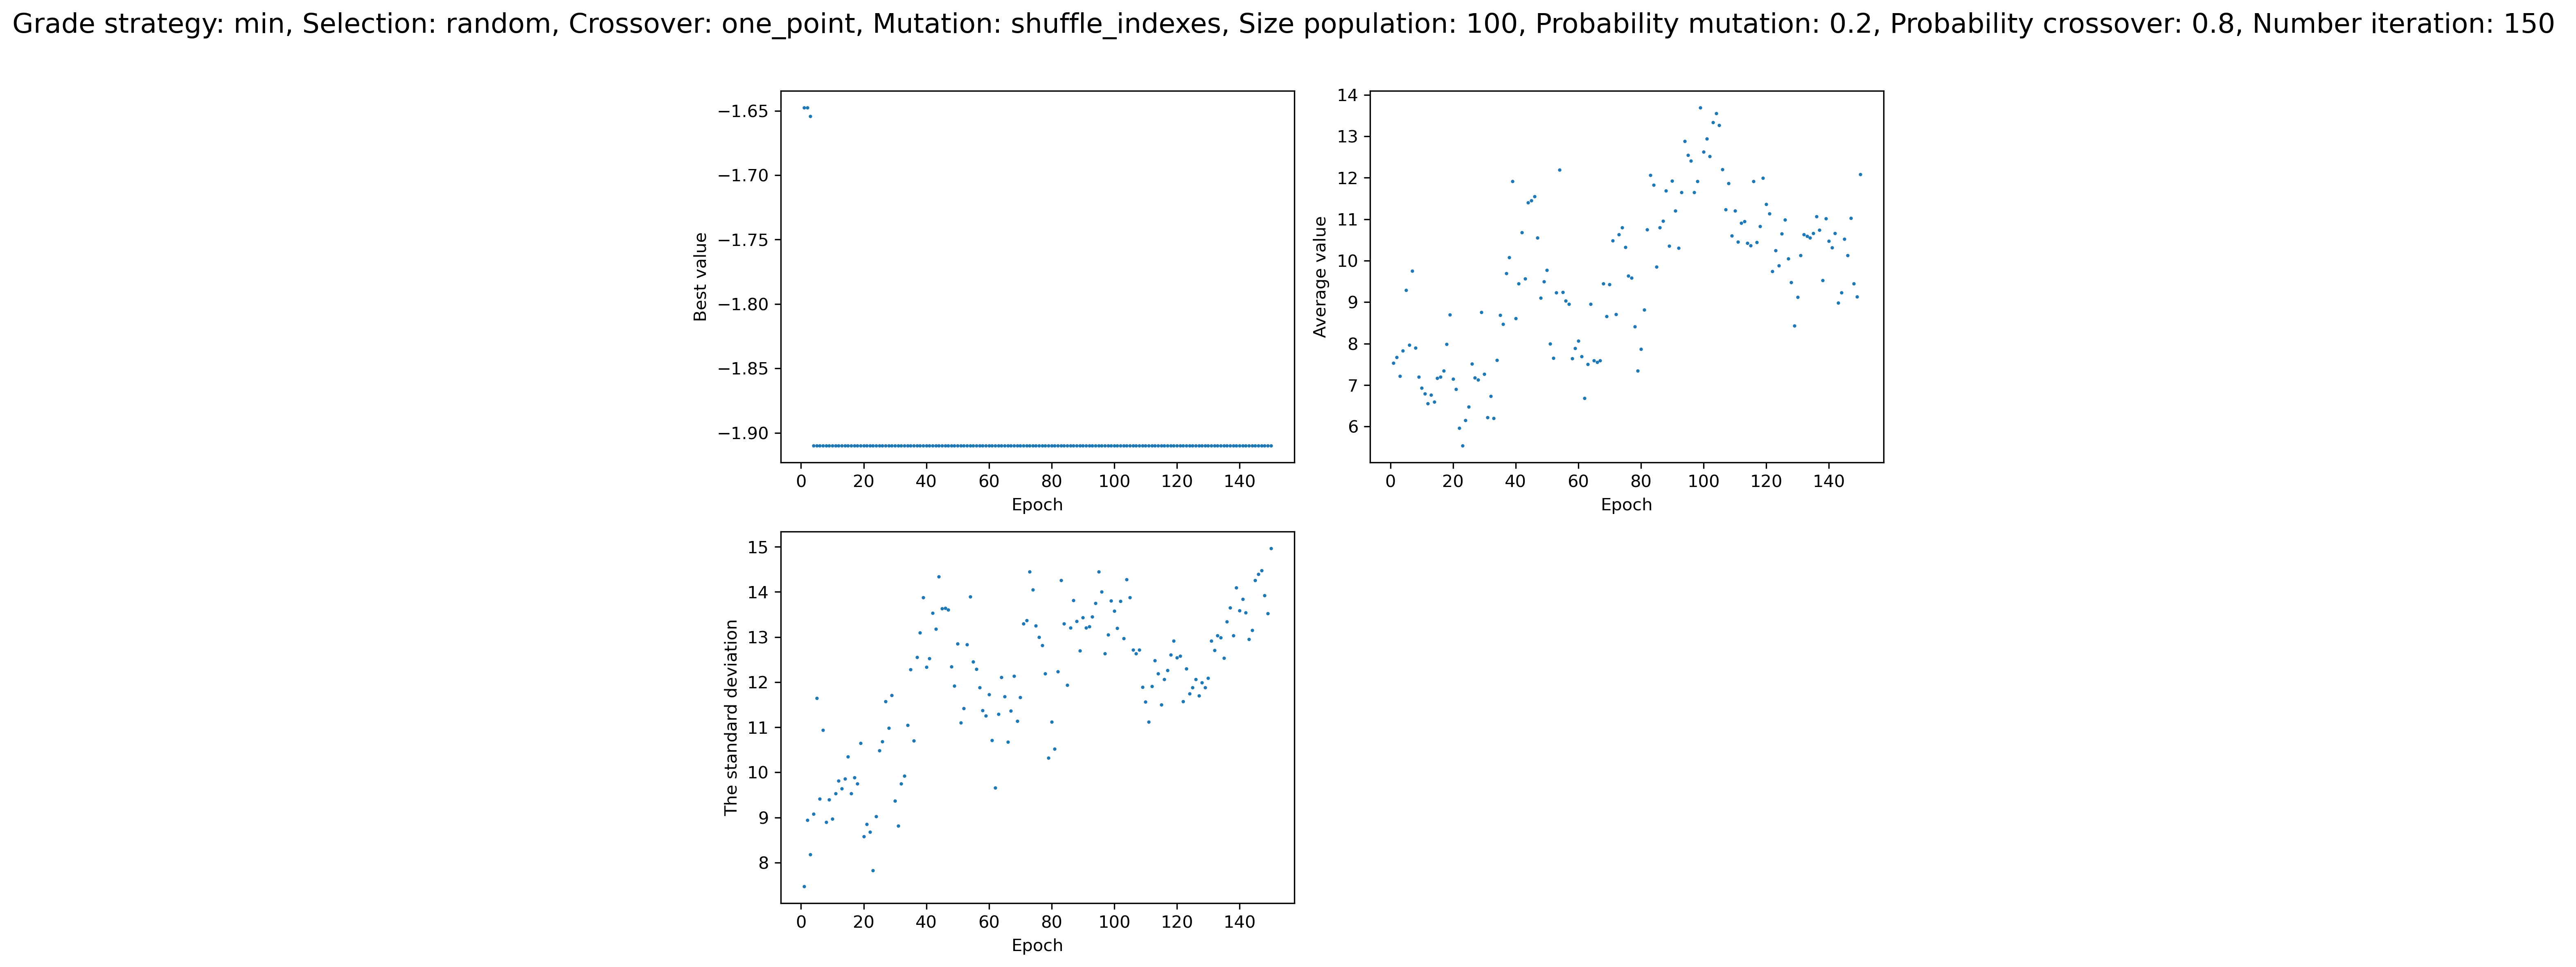 Grade strategy: min, Selection: random, Crossover: one_point, Mutation: shuffle_indexes, Size population: 100, Probability mutation: 0.2, Probability crossover: 0.8, Number iteration: 150
Best value
−1.65
−1.70
−1.75
−1.80
−1.85
−1.90
0 20 40 60 80 100 120 140
Epoch
Average value
14
13
12
11
10
9
8
7
6
0 20 40 60 80 100 120 140
Epoch
The standard deviation
15
14
13
12
11
10
9
8
0 20 40 60 80 100 120 140
Epoch